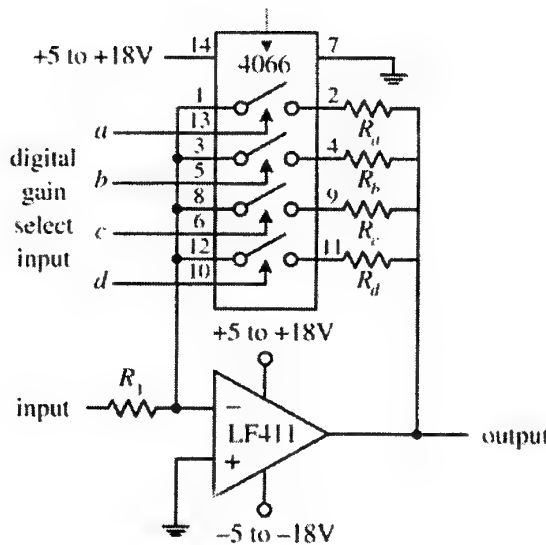 +5 to +18V 14 7
4066
1 2
a 13 R_a
3 4
digital b 5 R_b
gain 8 9
select c 6 R_c
input 12 11
d 10 R_d
+5 to +18V
R_1
input − LF411 output
+
−5 to −18V